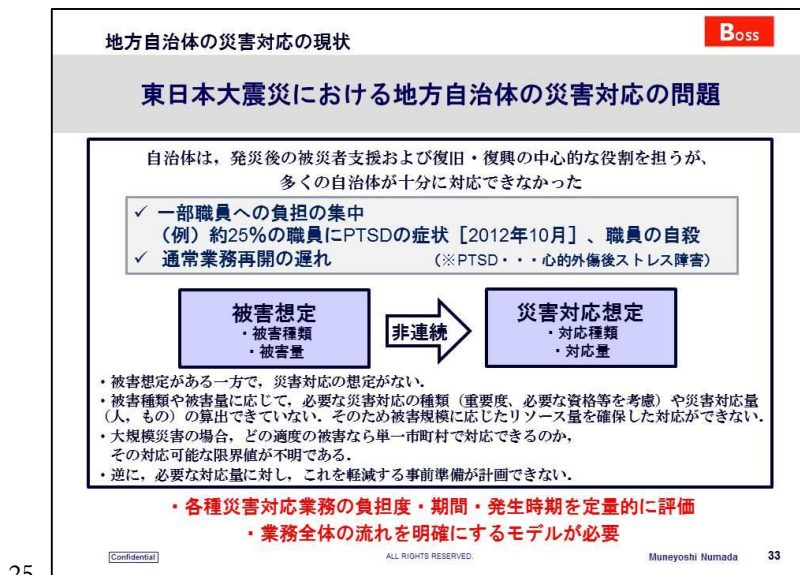 地方自治体の災害対応の現状
Boss
東日本大震災における地方自治体の災害対応の問題
自治体は，発災後の被災者支援および復旧・復興の中心的な役割を担うが、
多くの自治体が十分に対応できなかった
✓ 一部職員への負担の集中
（例）約25%の職員にPTSDの症状［2012年10月］、職員の自殺
✓ 通常業務再開の遅れ （※PTSD・・・心的外傷後ストレス障害）
被害想定
・被害種類
・被害量
非連続
災害対応想定
・対応種類
・対応量
・被害想定がある一方で，災害対応の想定がない．
・被害種類や被害量に応じて，必要な災害対応の種類（重要度、必要な資格等を考慮）や災害対応量
（人，もの）の算出できていない．そのため被害規模に応じたリソース量を確保した対応ができない．
・大規模災害の場合，どの適度の被害なら単一市町村で対応できるのか，
その対応可能な限界値が不明である．
・逆に，必要な対応量に対し，これを軽減する事前準備が計画できない．
・各種災害対応業務の負担度・期間・発生時期を定量的に評価
・業務全体の流れを明確にするモデルが必要
Confidential ALL RIGHTS RESERVED. Muneyoshi Numada 33
25